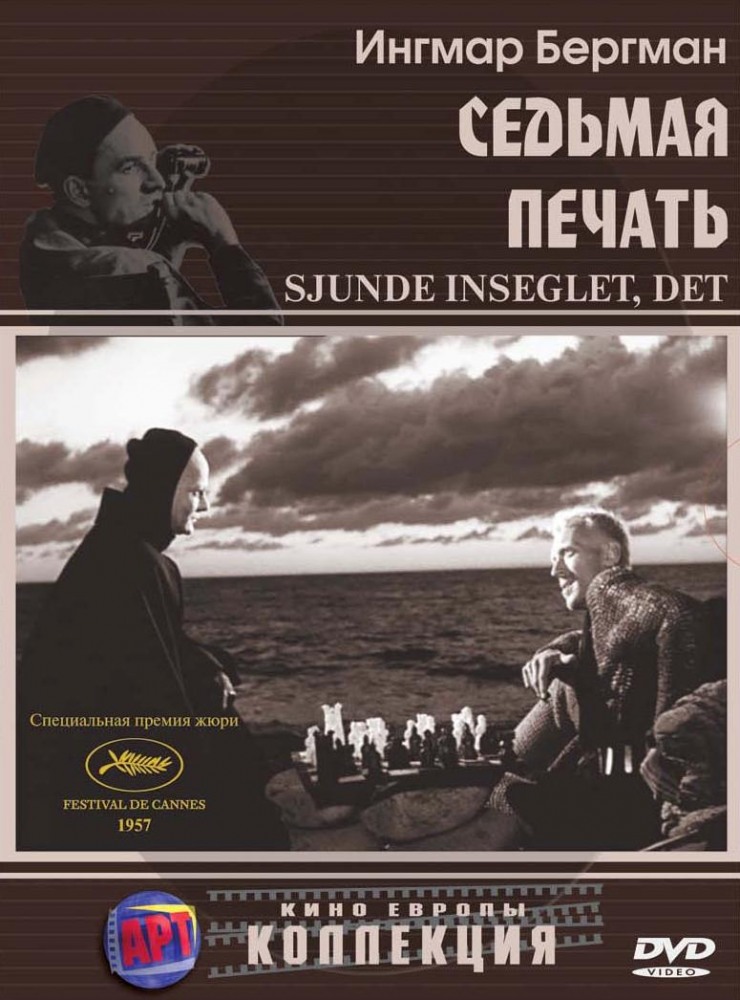 Ингмар Бергман
СЕДЬМАЯ
ПЕЧАТЬ
SJUNDE INSEGLET, DET
Специальная премия жюри
FESTIVAL DE CANNES
1957
АРТ
КИНО ЕВРОПЫ
КОЛЛЕКЦИЯ
DVD
VIDEO